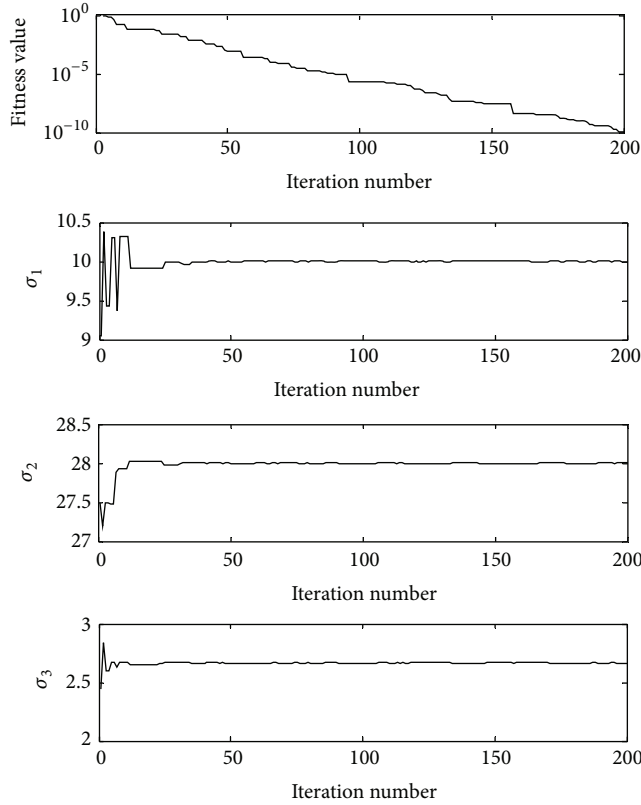 Fitness value
10⁰
10⁻⁵
10⁻¹⁰
0 50 100 150 200
Iteration number
σ₁
10.5
10
9.5
9
0 50 100 150 200
Iteration number
σ₂
28.5
28
27.5
27
0 50 100 150 200
Iteration number
σ₃
3
2.5
2
0 50 100 150 200
Iteration number